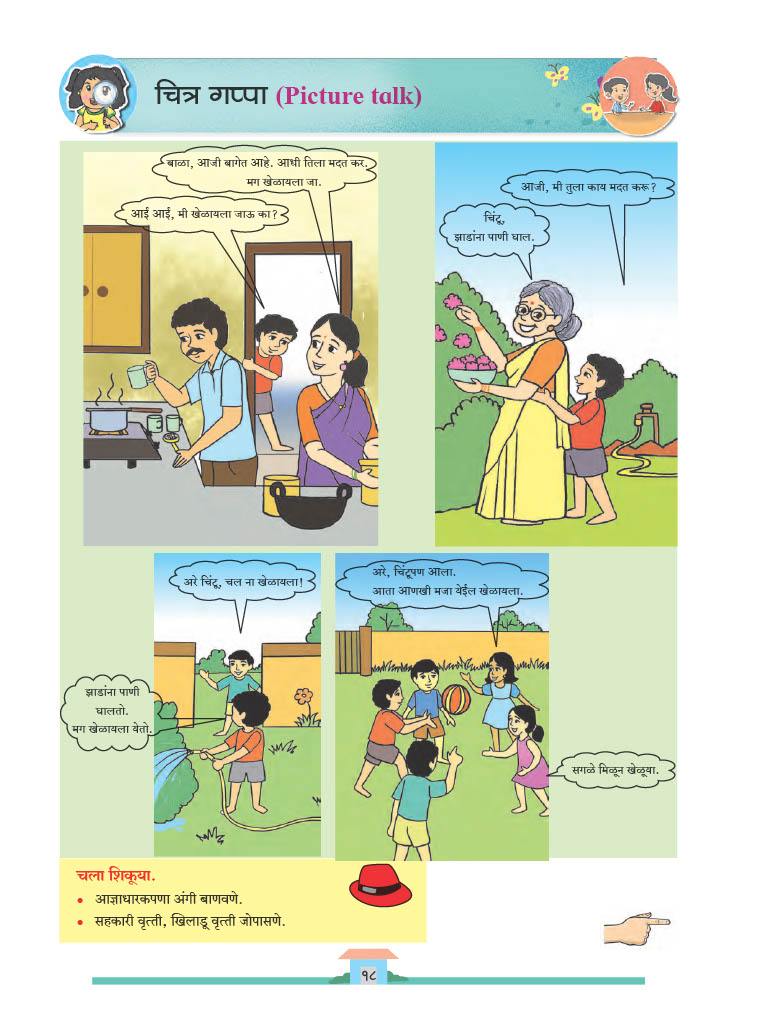 चित्र गप्पा (Picture talk)
बाळा, आजी बागेत आहे. आधी तिला मदत कर.
मग खेळायला जा.
आई आई, मी खेळायला जाऊ का?
आजी, मी तुला काय मदत करू?
चिंटू,
झाडांना पाणी घाल.
अरे चिंटू, चल ना खेळायला!
झाडांना पाणी
घालतो.
मग खेळायला येतो.
अरे, चिंटूपण आला.
आता आणखी मजा येईल खेळायला.
सगळे मिळून खेळूया.
चला शिकूया.
• आज्ञाधारकपणा अंगी बाणवणे.
• सहकारी वृत्ती, खिलाडू वृत्ती जोपासणे.
१८